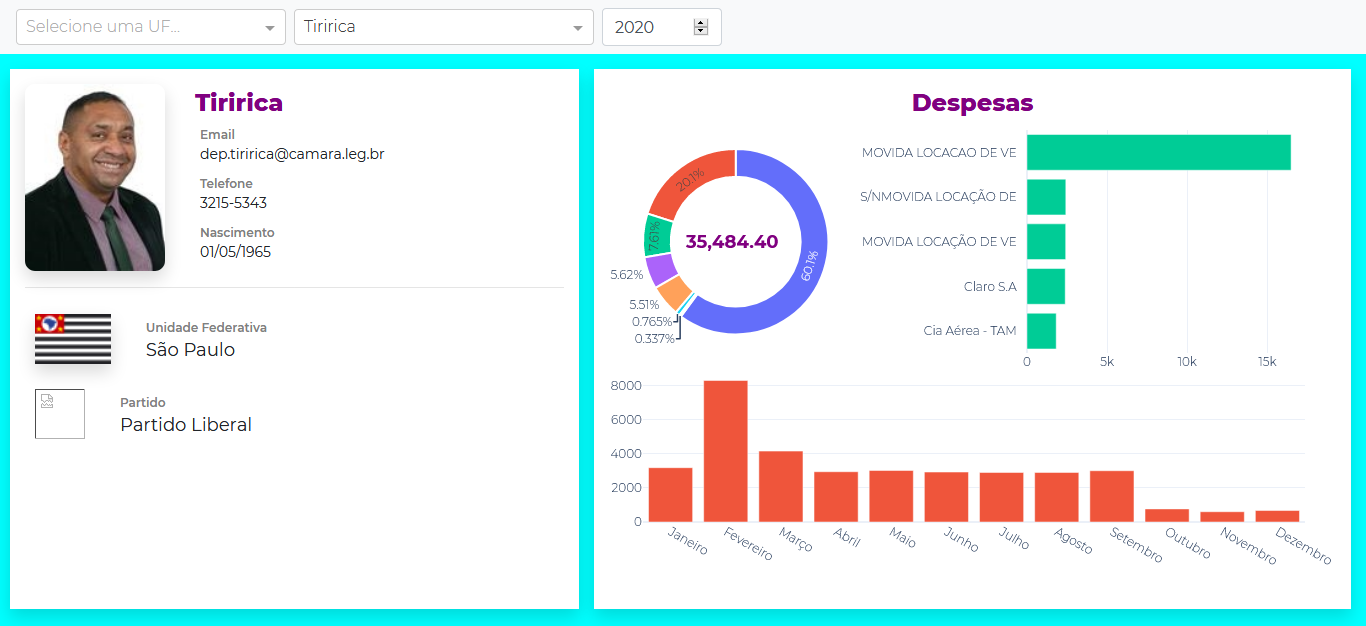 Selecione uma UF...
Tiririca
2020
Tiririca
Email
dep.tiririca@camara.leg.br
Telefone
3215-5343
Nascimento
01/05/1965
Unidade Federativa
São Paulo
Partido
Partido Liberal
Despesas
20.1%
7.61%
5.62%
5.51%
0.765%
0.337%
60.1%
35,484.40
MOVIDA LOCACAO DE VE
S/NMOVIDA LOCAÇÃO DE
MOVIDA LOCAÇÃO DE VE
Claro S.A
Cia Aérea - TAM
0 5k 10k 15k
8000
6000
4000
2000
0
Janeiro Fevereiro Março Abril Maio Junho Julho Agosto Setembro Outubro Novembro Dezembro